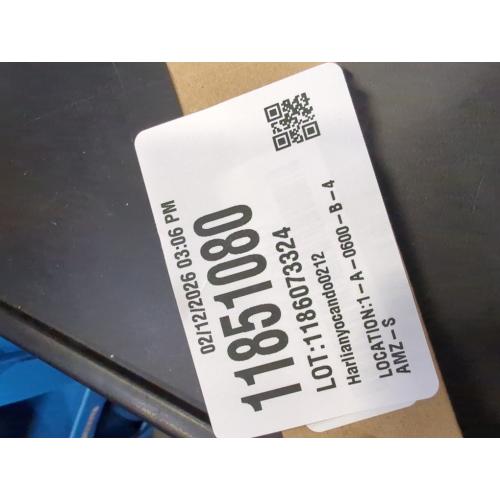 02/12/2026 03:06 PM
11851080
LOT:1186073324
Harlianyocando0212
LOCATION:1-A-0600-B-4
AMZ-S